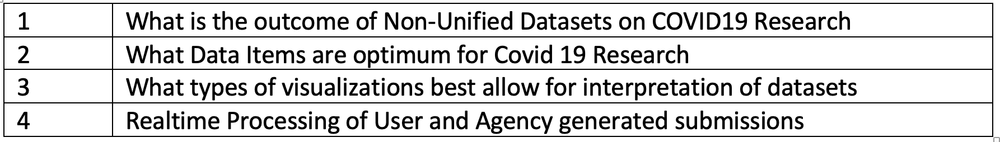 1 What is the outcome of Non-Unified Datasets on COVID19 Research
2 What Data Items are optimum for Covid 19 Research
3 What types of visualizations best allow for interpretation of datasets
4 Realtime Processing of User and Agency generated submissions